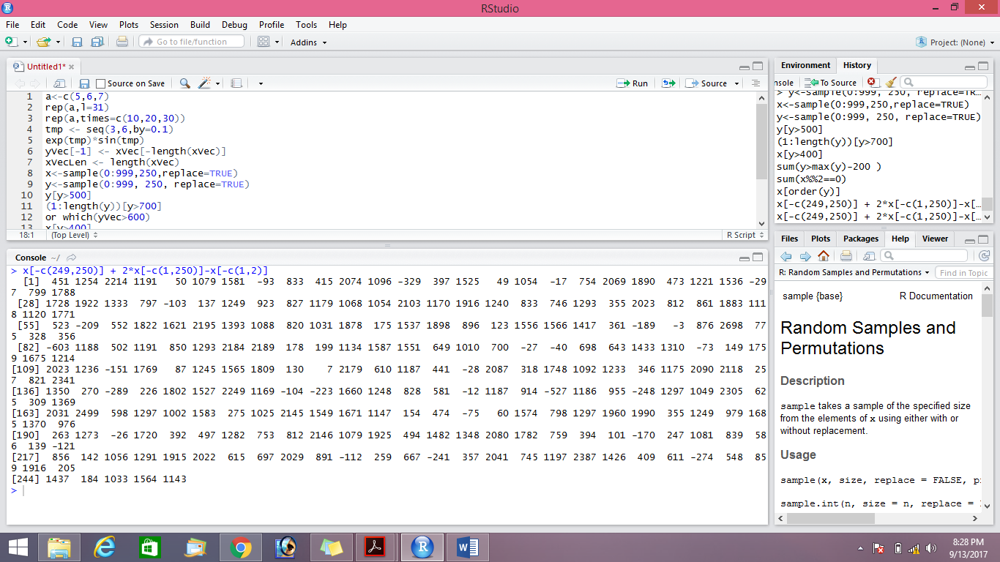 RStudio
File Edit Code View Plots Session Build Debug Profile Tools Help
Go to file/function Addins Project: (None)
Untitled1*
Source on Save Run Source
1 a<-c(5,6,7)
2 rep(a,l=31)
3 rep(a,times=c(10,20,30))
4 tmp <- seq(3,6,by=0.1)
5 exp(tmp)*sin(tmp)
6 yVec[-1] <- xVec[-length(xVec)]
7 xVecLen <- length(xVec)
8 x<-sample(0:999,250,replace=TRUE)
9 y<-sample(0:999, 250, replace=TRUE)
10 y[y>500]
11 (1:length(y))[y>700]
12 or which(yVec>600)
13 x[y>400]
18:1 (Top Level) R Script
Console ~/
> x[-c(249,250)] + 2*x[-c(1,250)]-x[-c(1,2)]
[1] 451 1254 2214 1191 50 1079 1581 -93 833 415 2074 1096 -329 397 1525 49 1054 -17 754 2069 1890 473 1221 1536 -29
7 799 1788
[28] 1728 1922 1333 797 -103 137 1249 923 827 1179 1068 1054 2103 1170 1916 1240 833 746 1293 355 2023 812 861 1883 111
8 1120 1771
[55] 523 -209 552 1822 1621 2195 1393 1088 820 1031 1878 175 1537 1898 896 123 1556 1566 1417 361 -189 -3 876 2698 77
5 328 356
[82] -603 1188 502 1191 850 1293 2184 2189 178 199 1134 1587 1551 649 1010 700 -27 -40 698 643 1433 1310 -73 149 175
9 1675 1214
[109] 2023 1236 -151 1769 87 1245 1565 1809 130 7 2179 610 1187 441 -28 2087 318 1748 1092 1233 346 1175 2090 2118 25
7 821 2341
[136] 1350 270 -289 226 1802 1527 2249 1169 -104 -223 1660 1248 828 581 -12 1187 914 -527 1186 955 -248 1297 1049 2305 62
5 309 1369
[163] 2031 2499 598 1297 1002 1583 275 1025 2145 1549 1671 1147 154 474 -75 60 1574 798 1297 1960 1990 355 1249 979 168
5 1370 976
[190] 263 1273 -26 1720 392 497 1282 753 812 2146 1079 1925 494 1482 1348 2080 1782 759 394 101 -170 247 1081 839 58
6 139 -121
[217] 856 142 1056 1291 1915 2022 615 697 2029 891 -112 259 667 -241 357 2041 745 1197 2387 1426 409 611 -274 548 85
9 1916 205
[244] 1437 184 1033 1564 1143
>
Environment History
nsole To Source
> y<-sample(0:999, 250, replace=TR...
x<-sample(0:999,250,replace=TRUE)
y<-sample(0:999, 250, replace=TRUE)
y[y>500]
(1:length(y))[y>700]
x[y>400]
sum(y>max(y)-200 )
sum(x%%2==0)
x[order(y)]
x[-c(249,250)] + 2*x[-c(1,250)]-x[...
x[-c(249,250)] + 2*x[-c(1,250)]-x[...
Files Plots Packages Help Viewer
R: Random Samples and Permutations Find in Topic
sample {base} R Documentation
Random Samples and
Permutations
Description
sample takes a sample of the specified size
from the elements of x using either with or
without replacement.
Usage
sample(x, size, replace = FALSE, p
sample.int(n, size = n, replace =
8:28 PM
9/13/2017